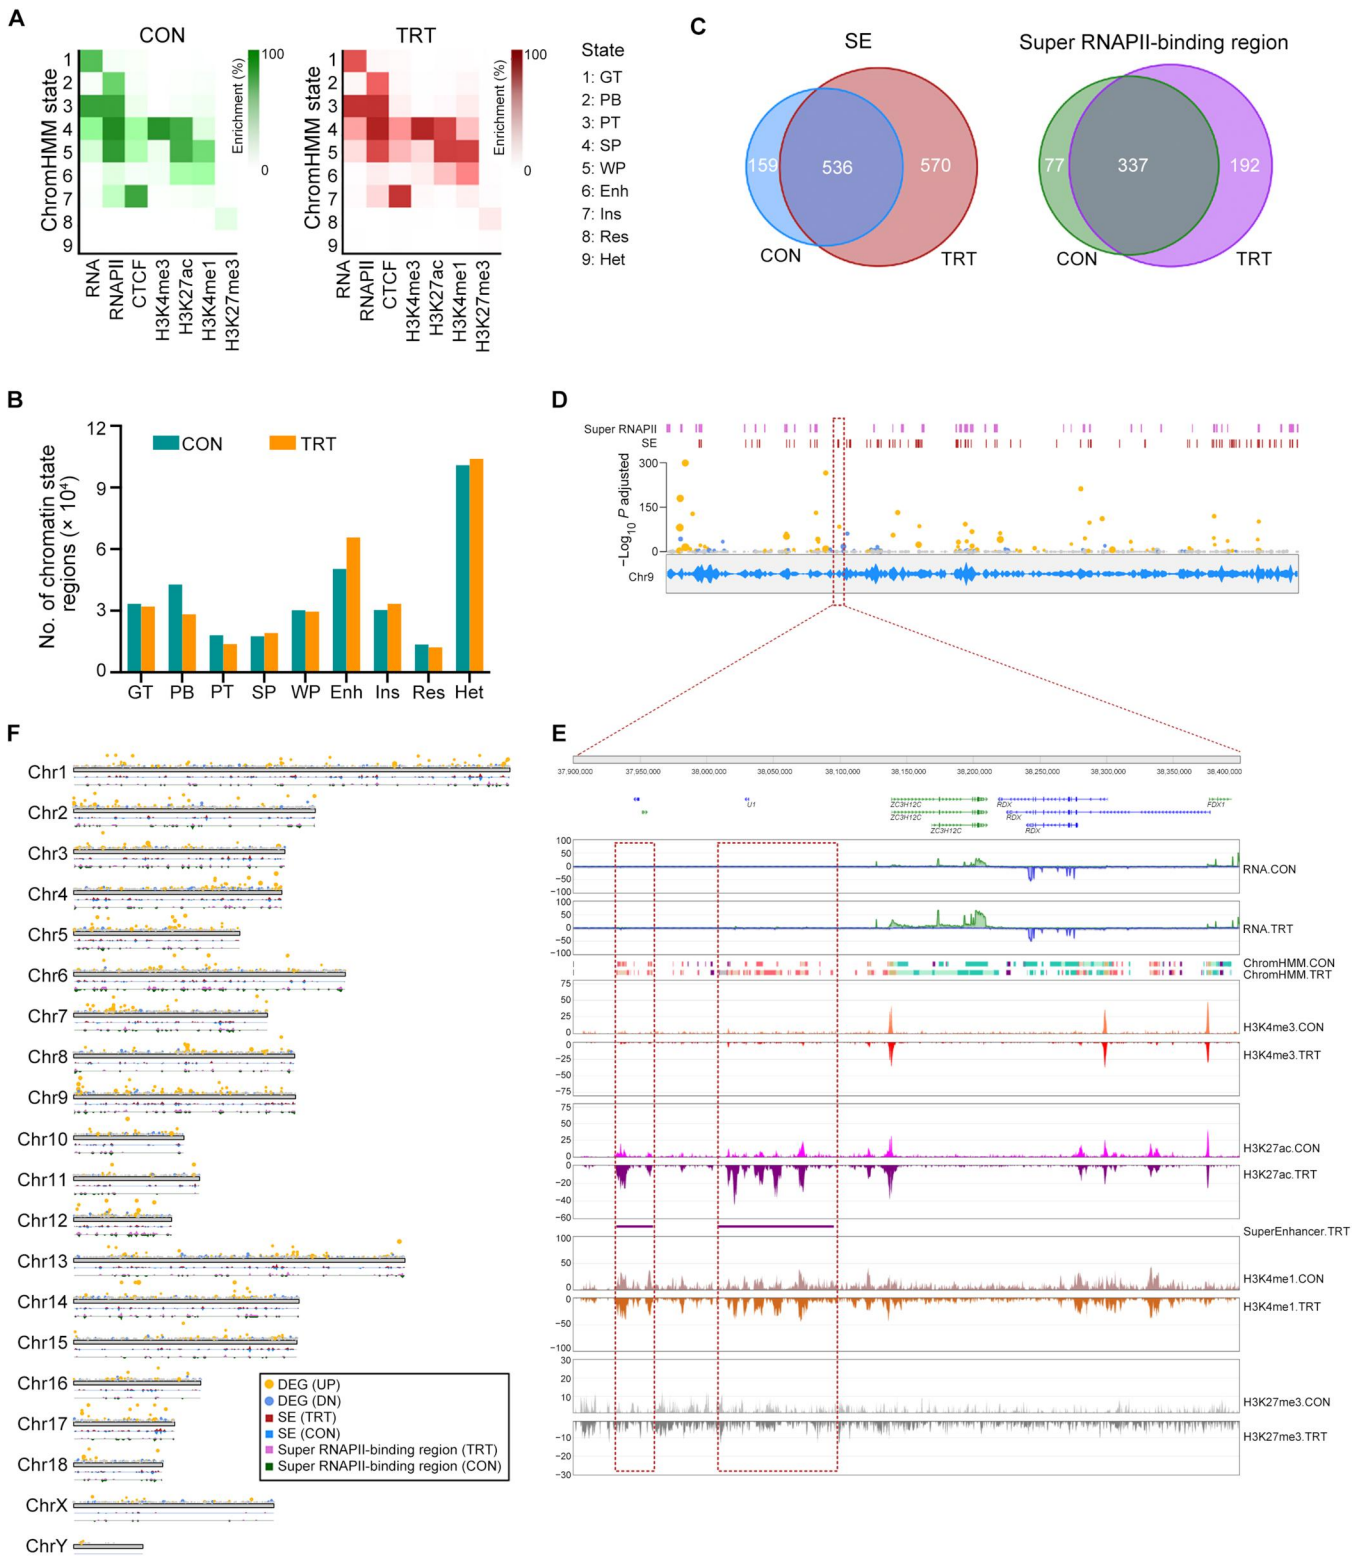 A
CON
TRT
ChromHMM state
1
2
3
4
5
6
7
8
9
RNA
RNAPII
CTCF
H3K4me3
H3K27ac
H3K4me1
H3K27me3
100
Enrichment (%)
0
ChromHMM state
1
2
3
4
5
6
7
8
9
RNA
RNAPII
CTCF
H3K4me3
H3K27ac
H3K4me1
H3K27me3
100
Enrichment (%)
0
State
1: GT
2: PB
3: PT
4: SP
5: WP
6: Enh
7: Ins
8: Res
9: Het
C
SE
159
536
570
CON
TRT
Super RNAPII-binding region
77
337
192
CON
TRT
B
No. of chromatin state
regions (× 10⁴)
12
9
6
3
0
CON
TRT
GT PB PT SP WP Enh Ins Res Het
D
Super RNAPII
SE
−Log₁₀ P adjusted
300
150
0
Chr9
E
37,900,000 37,950,000 38,000,000 38,050,000 38,100,000 38,150,000 38,200,000 38,250,000 38,300,000 38,350,000 38,400,000
U1
ZC3H12C
ZC3H12C
ZC3H12C
RDX
RDX
RDX
FDX1
100
50
0
−50
−100
RNA.CON
100
50
0
−50
−100
RNA.TRT
ChromHMM.CON
ChromHMM.TRT
75
50
25
0
H3K4me3.CON
0
−25
−50
−75
H3K4me3.TRT
75
50
25
0
H3K27ac.CON
0
−20
−40
−60
H3K27ac.TRT
SuperEnhancer.TRT
100
50
0
H3K4me1.CON
0
−50
−100
H3K4me1.TRT
30
20
10
H3K27me3.CON
−10
−20
−30
H3K27me3.TRT
F
Chr1
Chr2
Chr3
Chr4
Chr5
Chr6
Chr7
Chr8
Chr9
Chr10
Chr11
Chr12
Chr13
Chr14
Chr15
Chr16
Chr17
Chr18
ChrX
ChrY
DEG (UP)
DEG (DN)
SE (TRT)
SE (CON)
Super RNAPII-binding region (TRT)
Super RNAPII-binding region (CON)